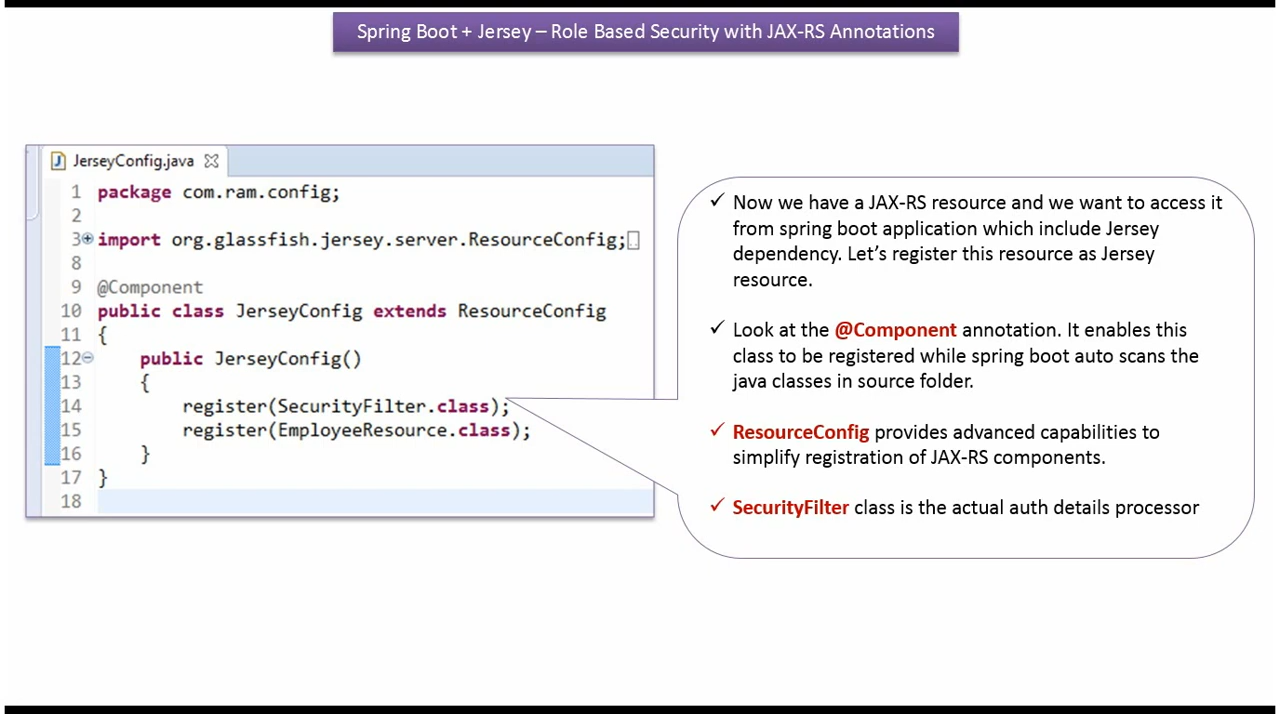 Spring Boot + Jersey – Role Based Security with JAX-RS Annotations
JerseyConfig.java
1 package com.ram.config;
2
3 import org.glassfish.jersey.server.ResourceConfig;
8
9 @Component
10 public class JerseyConfig extends ResourceConfig
11 {
12 public JerseyConfig()
13 {
14 register(SecurityFilter.class);
15 register(EmployeeResource.class);
16 }
17 }
18
✓ Now we have a JAX-RS resource and we want to access it
from spring boot application which include Jersey
dependency. Let’s register this resource as Jersey
resource.
✓ Look at the @Component annotation. It enables this
class to be registered while spring boot auto scans the
java classes in source folder.
✓ ResourceConfig provides advanced capabilities to
simplify registration of JAX-RS components.
✓ SecurityFilter class is the actual auth details processor